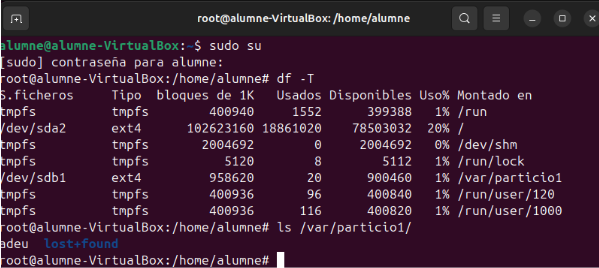 root@alumne-VirtualBox: /home/alumne
alumne@alumne-VirtualBox:~$ sudo su
[sudo] contraseña para alumne:
root@alumne-VirtualBox:/home/alumne# df -T
S.ficheros     Tipo  bloques de 1K   Usados Disponibles Uso% Montado en
tmpfs          tmpfs        400940     1552      399388   1% /run
/dev/sda2      ext4      102623160 18861020    78503032  20% /
tmpfs          tmpfs       2004692        0     2004692   0% /dev/shm
tmpfs          tmpfs          5120        8        5112   1% /run/lock
/dev/sdb1      ext4         958620       20      900460   1% /var/particio1
tmpfs          tmpfs        400936       96      400840   1% /run/user/120
tmpfs          tmpfs        400936      116      400820   1% /run/user/1000
root@alumne-VirtualBox:/home/alumne# ls /var/particio1/
adeu  lost+found
root@alumne-VirtualBox:/home/alumne#